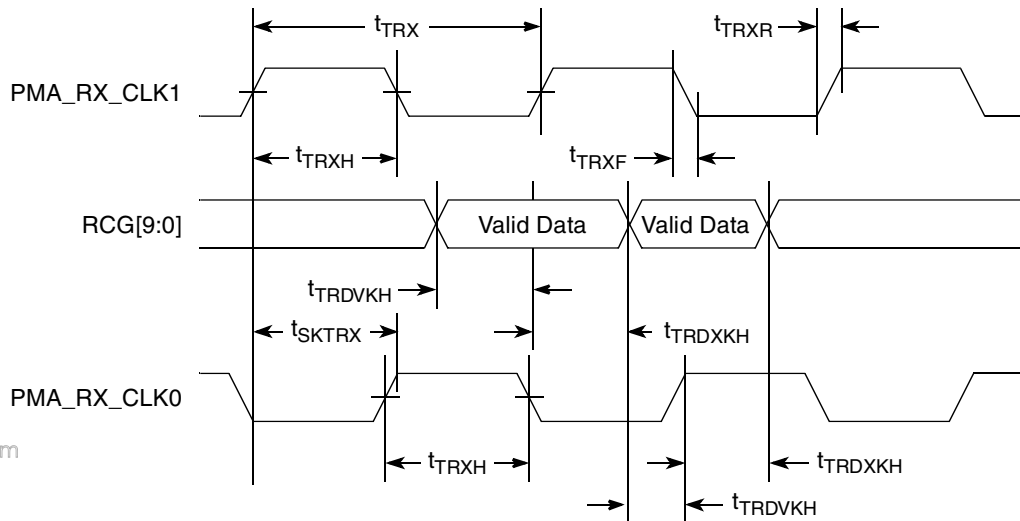 tTRX
tTRXR
PMA_RX_CLK1
tTRXH
tTRXF
RCG[9:0]
Valid Data
Valid Data
tTRDVKH
tSKTRX
tTRDXKH
PMA_RX_CLK0
m
tTRXH
tTRDXKH
tTRDVKH